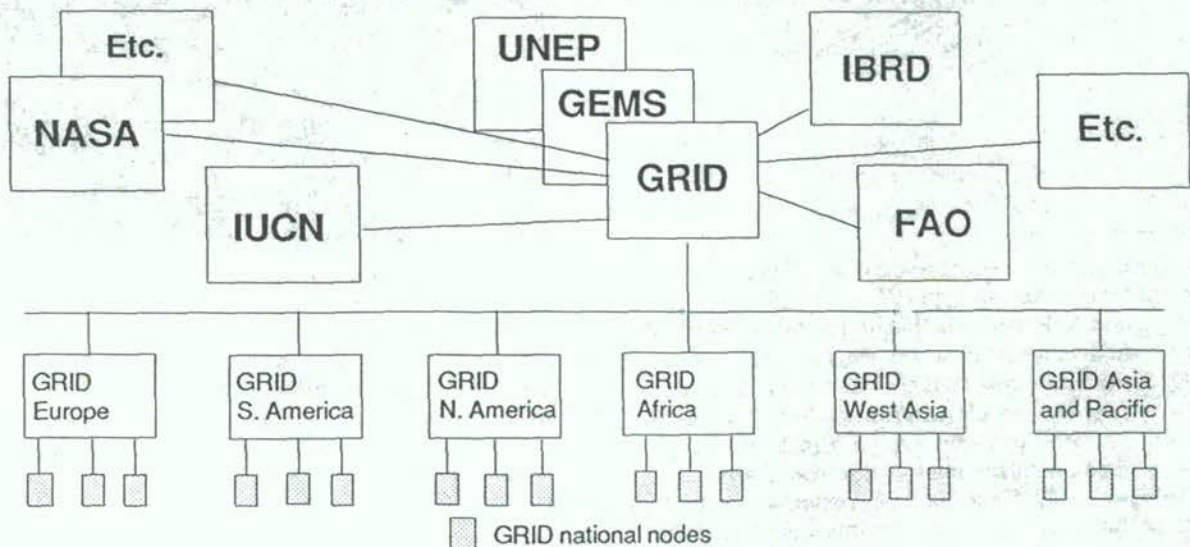 Etc.
UNEP
IBRD
NASA
GEMS
Etc.
IUCN
GRID
FAO
GRID
Europe
GRID
S. America
GRID
N. America
GRID
Africa
GRID
West Asia
GRID Asia
and Pacific
GRID national nodes